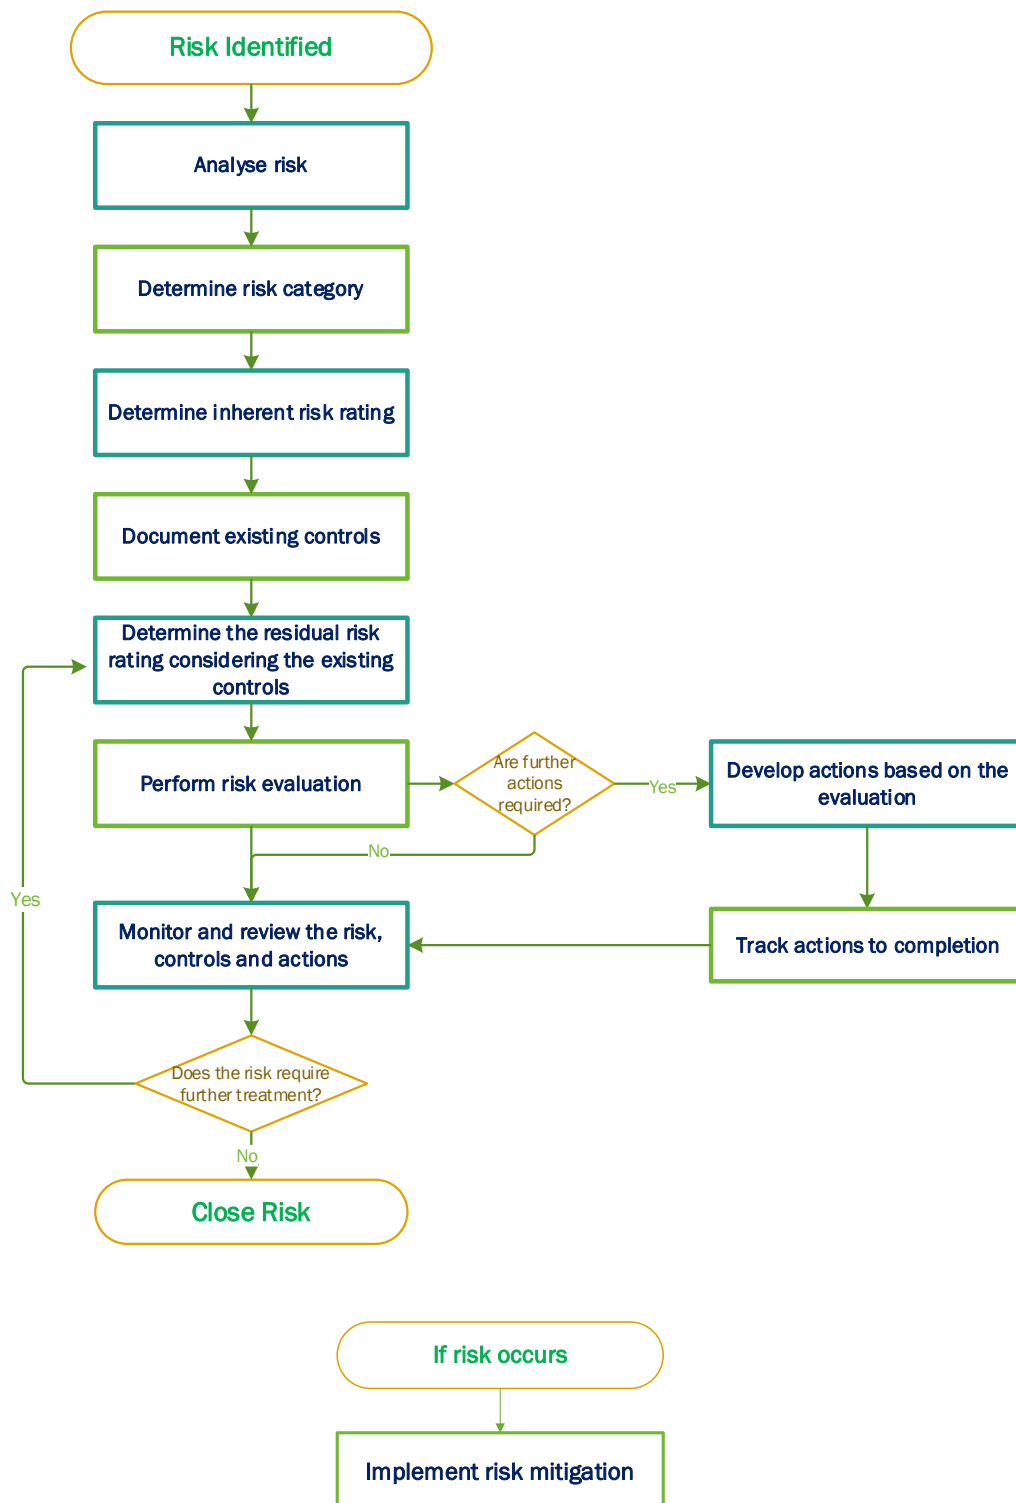 Risk Identified
Analyse risk
Determine risk category
Determine inherent risk rating
Document existing controls
Determine the residual risk
rating considering the existing
controls
Perform risk evaluation
Are further
actions
required?
Yes
Develop actions based on the
evaluation
No
Yes
Monitor and review the risk,
controls and actions
Track actions to completion
Does the risk require
further treatment?
No
Close Risk
If risk occurs
Implement risk mitigation